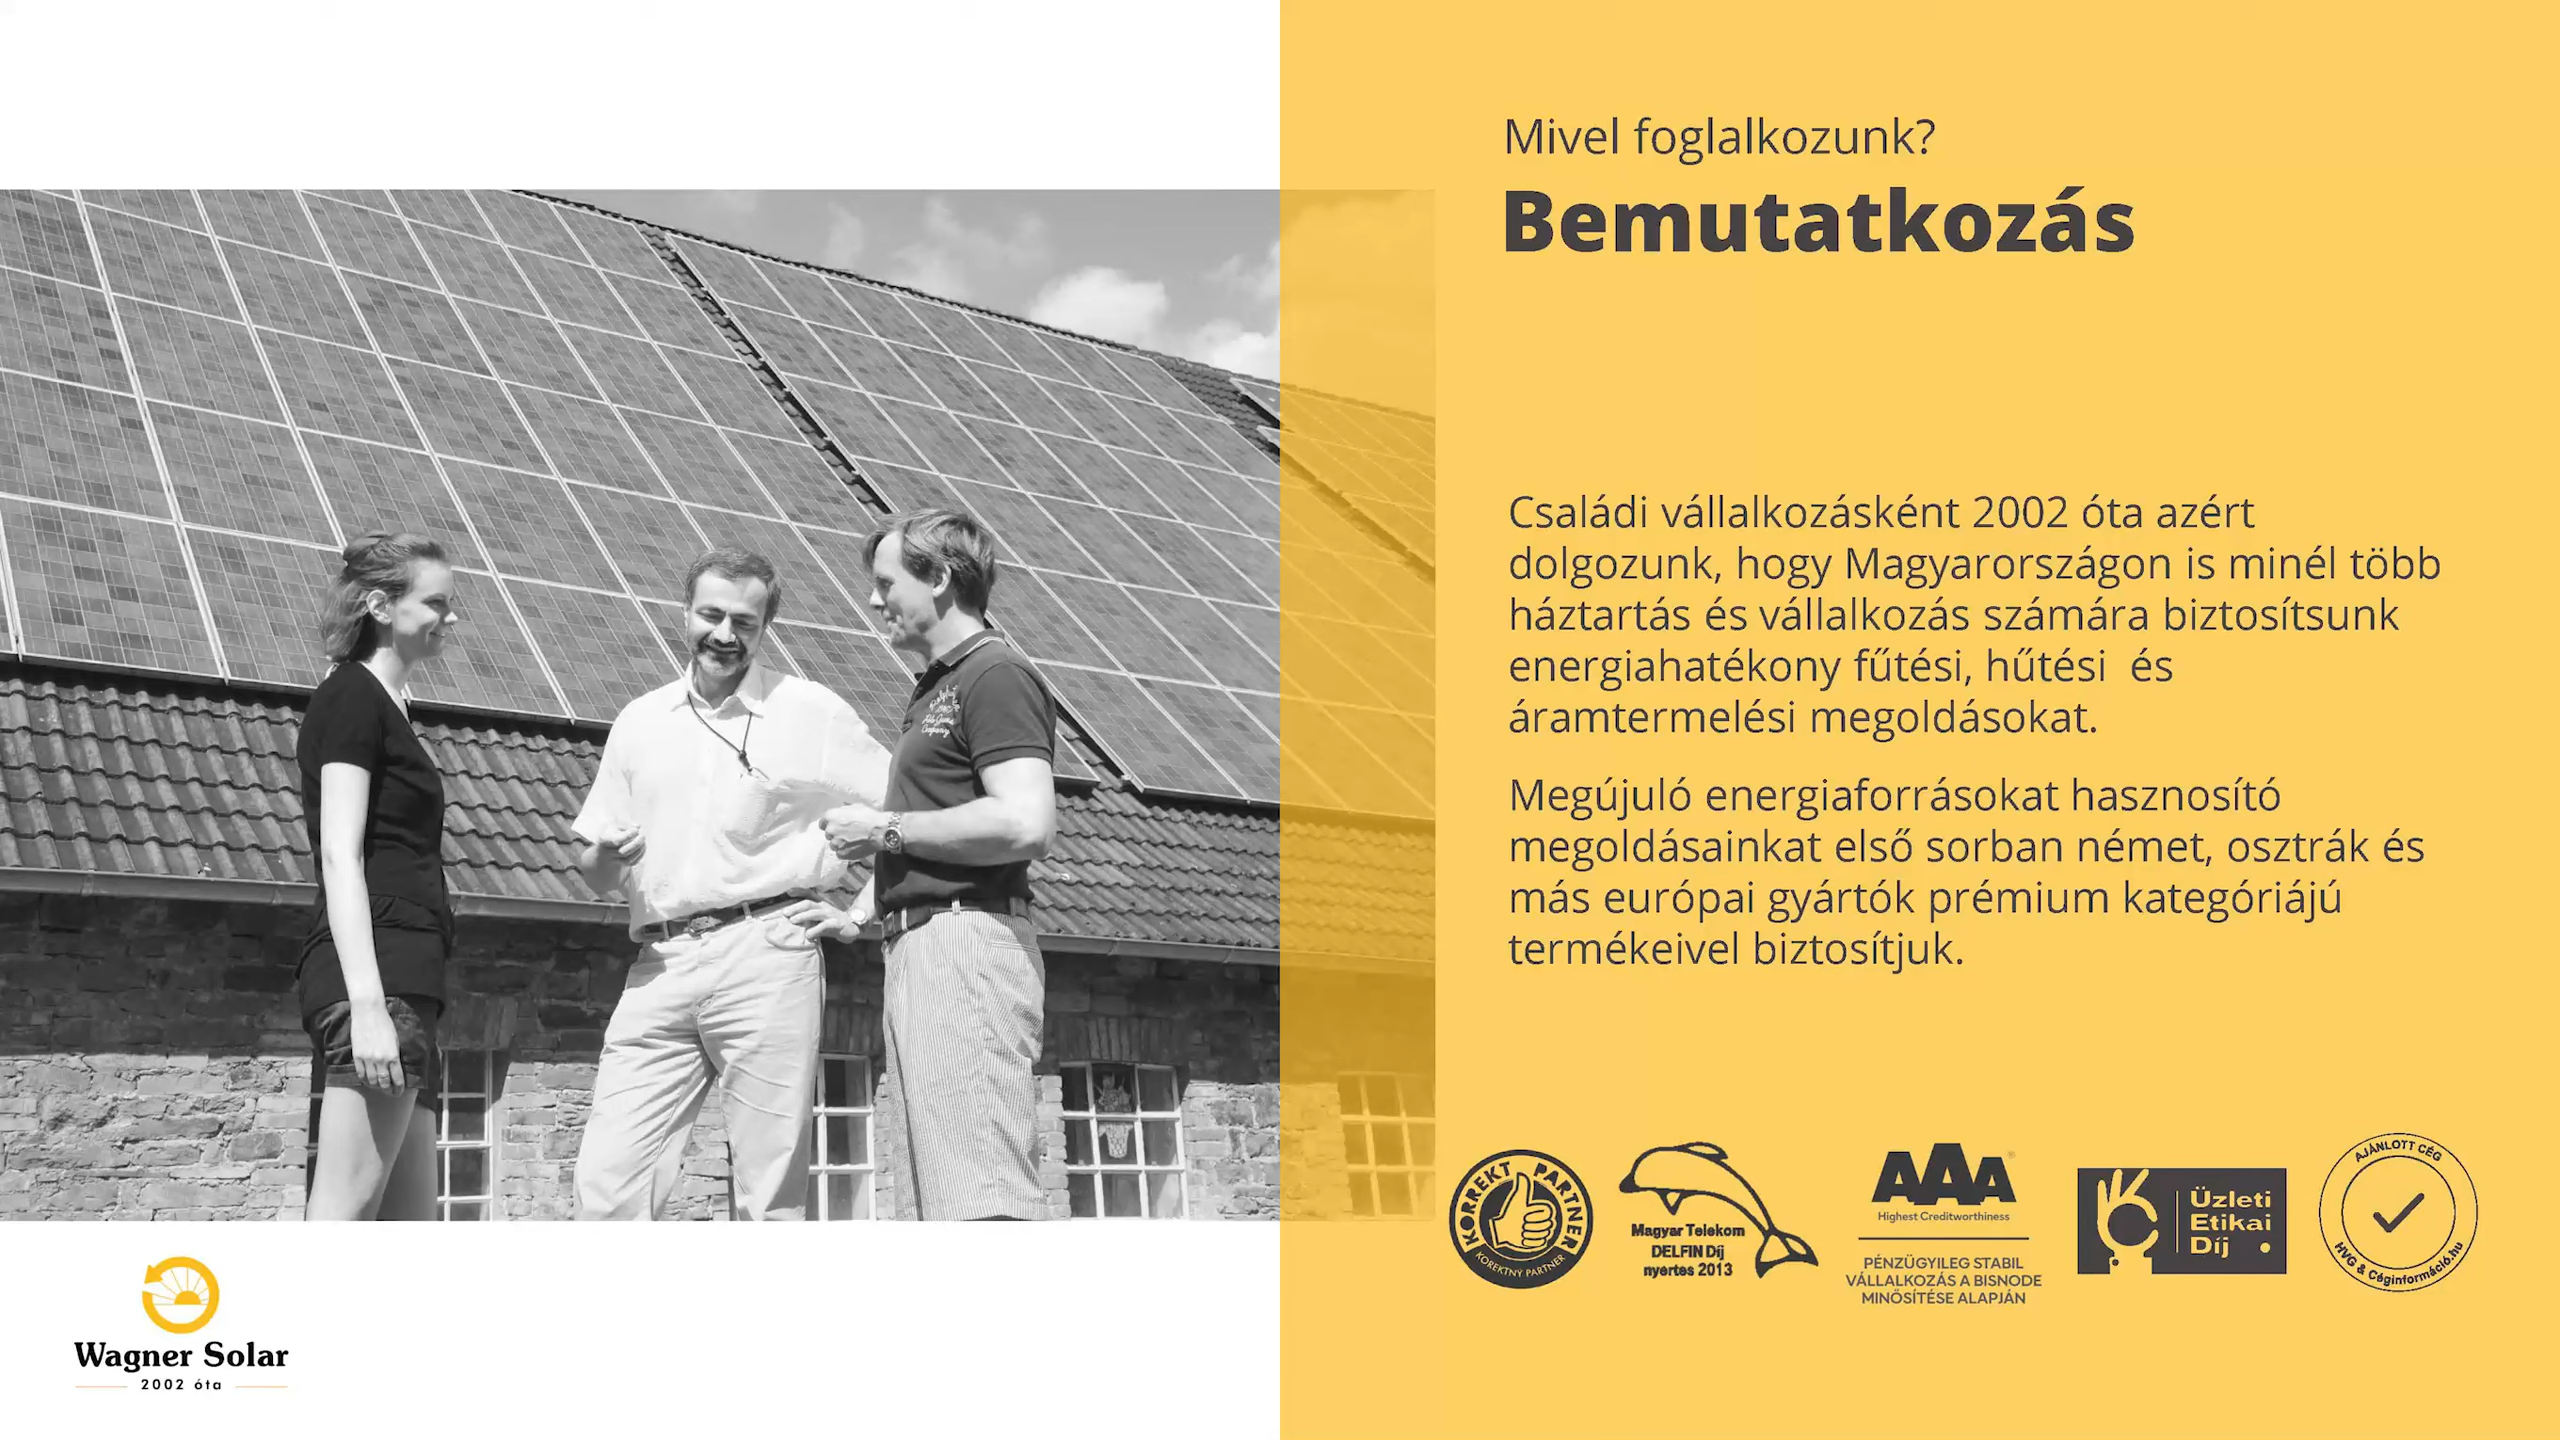 Mivel foglalkozunk?
Bemutatkozás
Családi vállalkozásként 2002 óta azért
dolgozunk, hogy Magyarországon is minél több
háztartás és vállalkozás számára biztosítsunk
energiahatékony fűtési, hűtési és
áramtermelési megoldásokat.
Megújuló energiaforrásokat hasznosító
megoldásainkat első sorban német, osztrák és
más európai gyártók prémium kategóriájú
termékeivel biztosítjuk.
KORREKT PARTNER
KOREKTNÝ PARTNER
Magyar Telekom
DELFIN Díj
nyertes 2013
AAA
Highest Creditworthiness
PÉNZÜGYILEG STABIL
VÁLLALKOZÁS A BISNODE
MINŐSÍTÉSE ALAPJÁN
Üzleti
Etikai
Díj
AJÁNLOTT CÉG
HVG & Céginformáció.hu
Wagner Solar
2002 óta